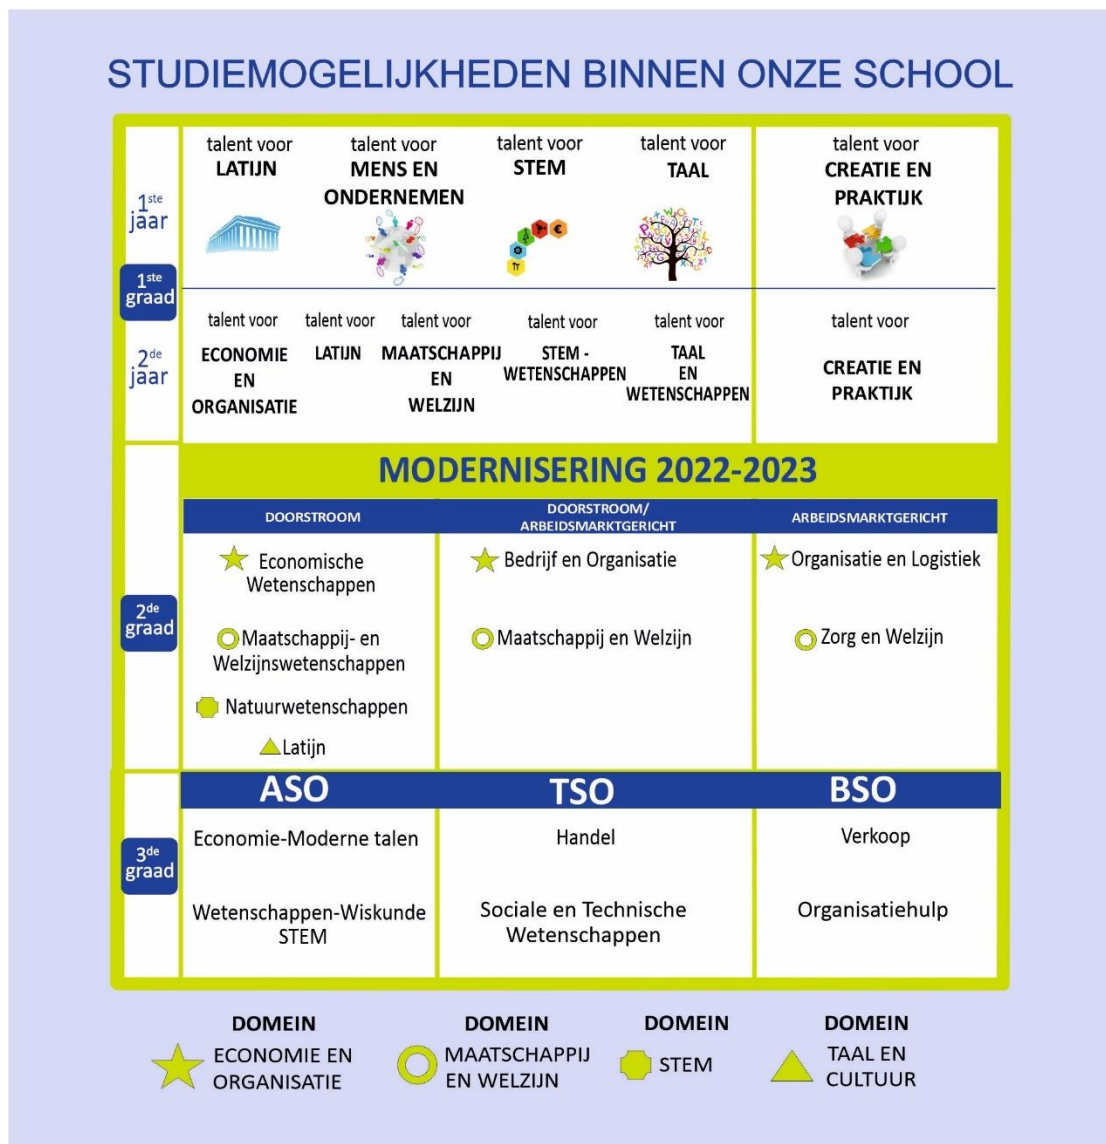 STUDIEMOGELIJKHEDEN BINNEN ONZE SCHOOL
1ste
jaar
talent voor
LATIJN
talent voor
MENS EN
ONDERNEMEN
talent voor
STEM
talent voor
TAAL
talent voor
CREATIE EN
PRAKTIJK
1ste
graad
2de
jaar
talent voor
ECONOMIE
EN
ORGANISATIE
talent voor
LATIJN
talent voor
MAATSCHAPPIJ
EN
WELZIJN
talent voor
STEM -
WETENSCHAPPEN
talent voor
TAAL
EN
WETENSCHAPPEN
talent voor
CREATIE EN
PRAKTIJK
MODERNISERING 2022-2023
DOORSTROOM
DOORSTROOM/
ARBEIDSMARKTGERICHT
ARBEIDSMARKTGERICHT
2de
graad
Economische
Wetenschappen
Maatschappij- en
Welzijnswetenschappen
Natuurwetenschappen
Latijn
Bedrijf en Organisatie
Maatschappij en Welzijn
Organisatie en Logistiek
Zorg en Welzijn
ASO
TSO
BSO
3de
graad
Economie-Moderne talen
Wetenschappen-Wiskunde
STEM
Handel
Sociale en Technische
Wetenschappen
Verkoop
Organisatiehulp
DOMEIN
ECONOMIE EN
ORGANISATIE
DOMEIN
MAATSCHAPPIJ
EN WELZIJN
DOMEIN
STEM
DOMEIN
TAAL EN
CULTUUR